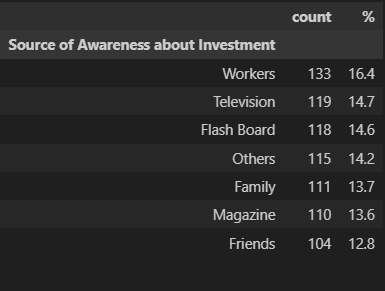 count %
Source of Awareness about Investment
Workers 133 16.4
Television 119 14.7
Flash Board 118 14.6
Others 115 14.2
Family 111 13.7
Magazine 110 13.6
Friends 104 12.8